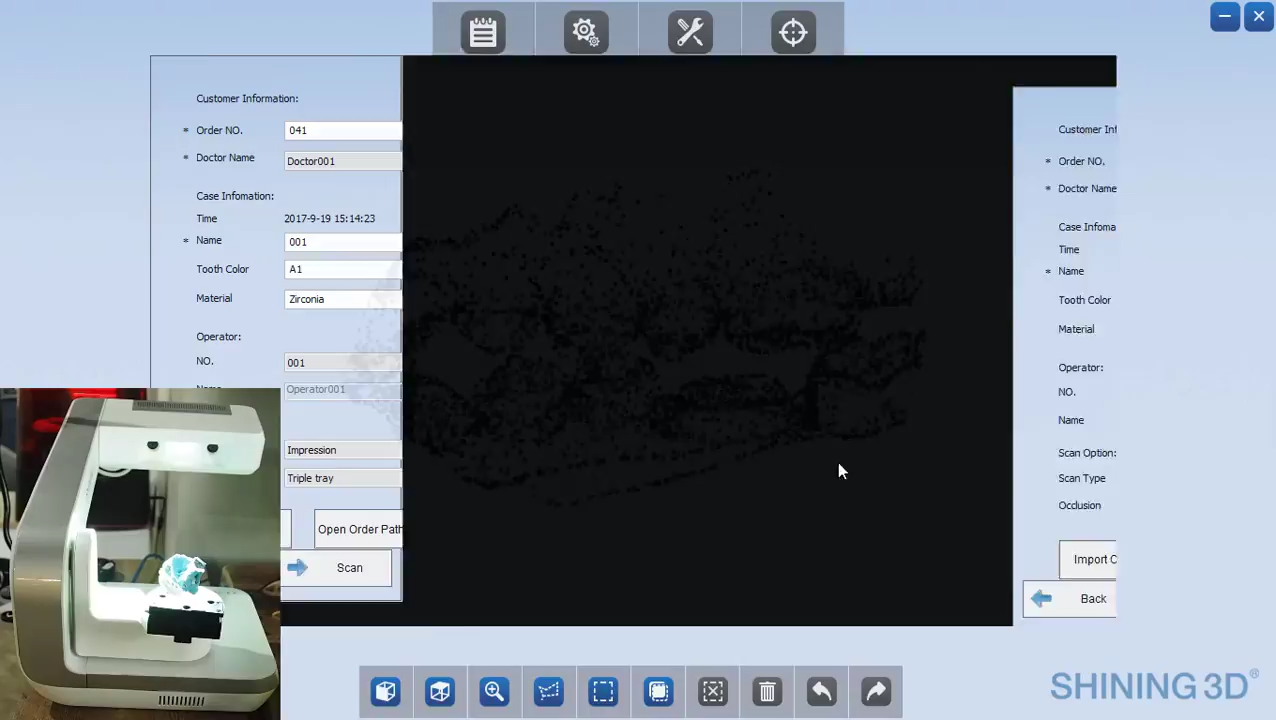 Customer Information:
* Order NO. 041
* Doctor Name Doctor001
Case Infomation:
Time 2017-9-19 15:14:23
* Name 001
Tooth Color A1
Material Zirconia
Operator:
NO. 001
Operator001
Impression
Triple tray
Open Order Path
Scan
Customer Inf
* Order NO.
* Doctor Name
Case Infoma
Time
* Name
Tooth Color
Material
Operator:
NO.
Name
Scan Option:
Scan Type
Occlusion
Import C
Back
SHINING 3D®